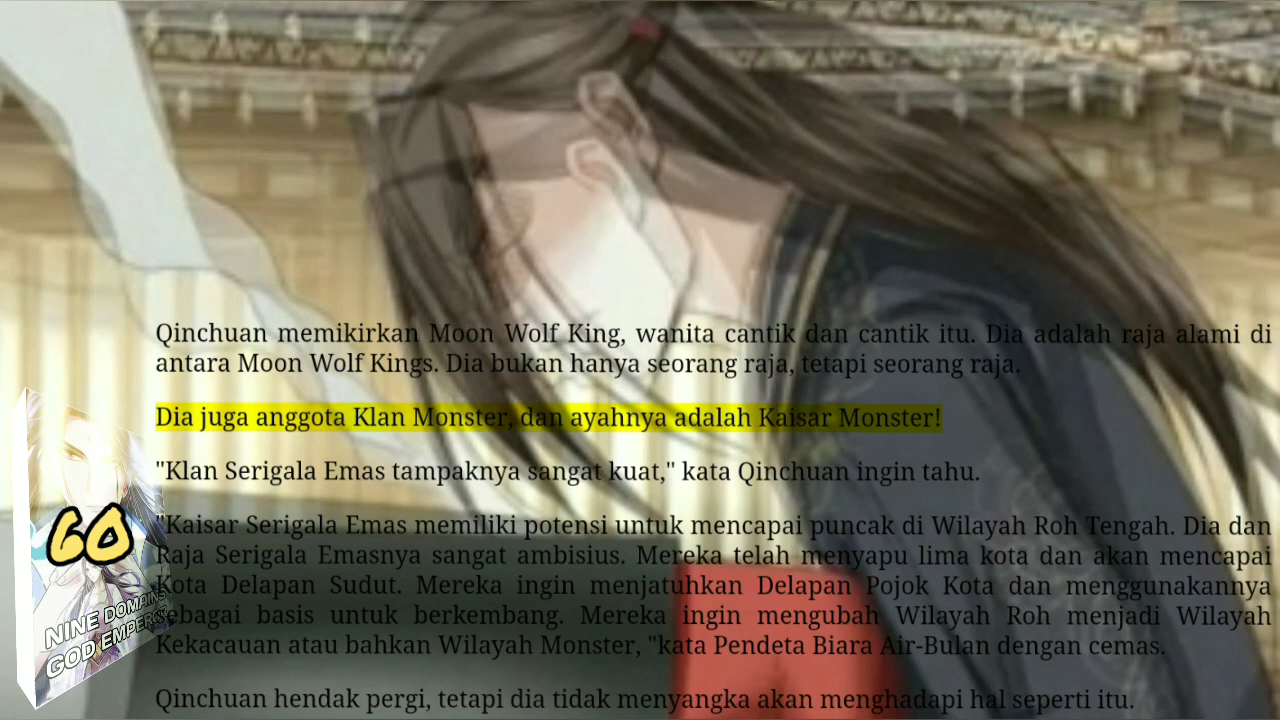 Qinchuan memikirkan Moon Wolf King, wanita cantik dan cantik itu. Dia adalah raja alami di
antara Moon Wolf Kings. Dia bukan hanya seorang raja, tetapi seorang raja.
Dia juga anggota Klan Monster, dan ayahnya adalah Kaisar Monster!
"Klan Serigala Emas tampaknya sangat kuat," kata Qinchuan ingin tahu.
"Kaisar Serigala Emas memiliki potensi untuk mencapai puncak di Wilayah Roh Tengah. Dia dan
Raja Serigala Emasnya sangat ambisius. Mereka telah menyapu lima kota dan akan mencapai
Kota Delapan Sudut. Mereka ingin menjatuhkan Delapan Pojok Kota dan menggunakannya
sebagai basis untuk berkembang. Mereka ingin mengubah Wilayah Roh menjadi Wilayah
Kekacauan atau bahkan Wilayah Monster, "kata Pendeta Biara Air-Bulan dengan cemas.
Qinchuan hendak pergi, tetapi dia tidak menyangka akan menghadapi hal seperti itu.
60
NINE DOMAINS
GOD EMPEROR